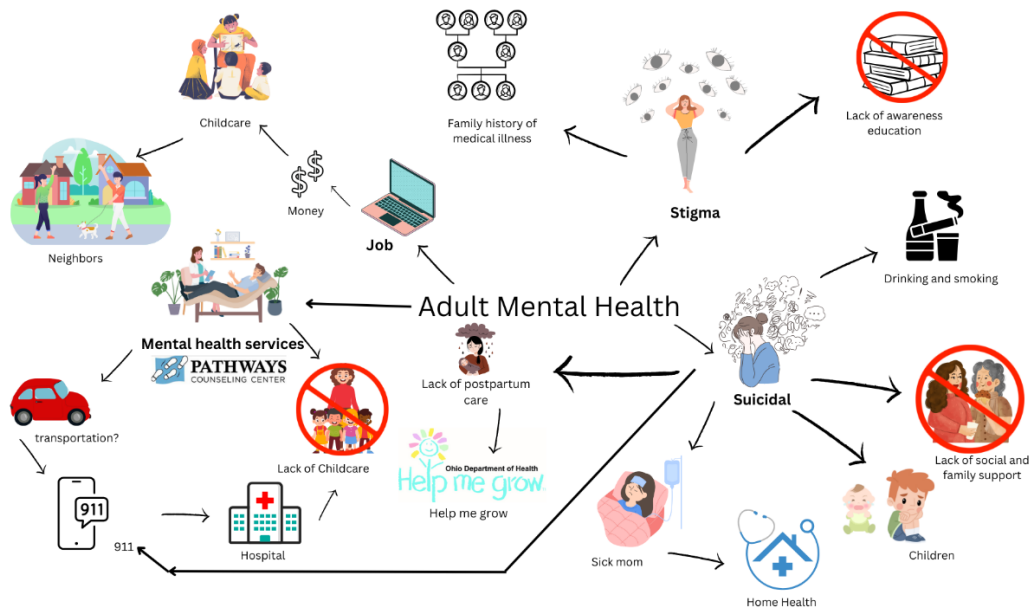 Childcare
Family history of
medical illness
Lack of awareness
education
$$
Money
Job
Stigma
Neighbors
Drinking and smoking
Adult Mental Health
Mental health services
PATHWAYS
COUNSELING CENTER
Lack of postpartum
care
Suicidal
transportation?
Lack of Childcare
Ohio Department of Health
Help me grow
Help me grow
Lack of social and
family support
911
911
Hospital
Sick mom
Children
Home Health